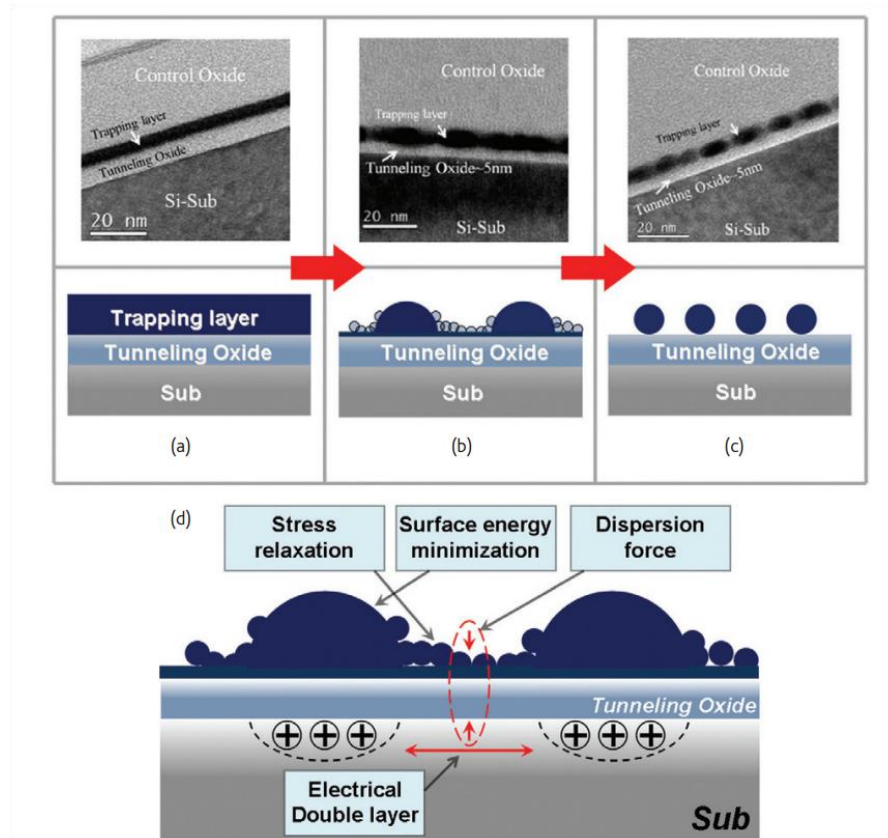 Control Oxide
Trapping layer
Tunneling Oxide
Si-Sub
20 nm
Control Oxide
Trapping layer
Tunneling Oxide~5nm
20 nm
Si-Sub
Control Oxide
Trapping layer
Tunneling Oxide~5nm
20 nm
Si-Sub
Trapping layer
Tunneling Oxide
Sub
Tunneling Oxide
Sub
Tunneling Oxide
Sub
(a)
(b)
(c)
(d)
Stress
relaxation
Surface energy
minimization
Dispersion
force
Tunneling Oxide
+++
+++
Electrical
Double layer
Sub